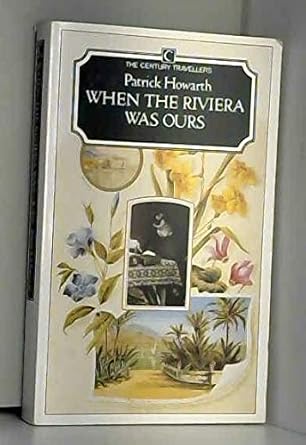 C
THE CENTURY TRAVELLERS
Patrick Howarth
WHEN THE RIVIERA
WAS OURS